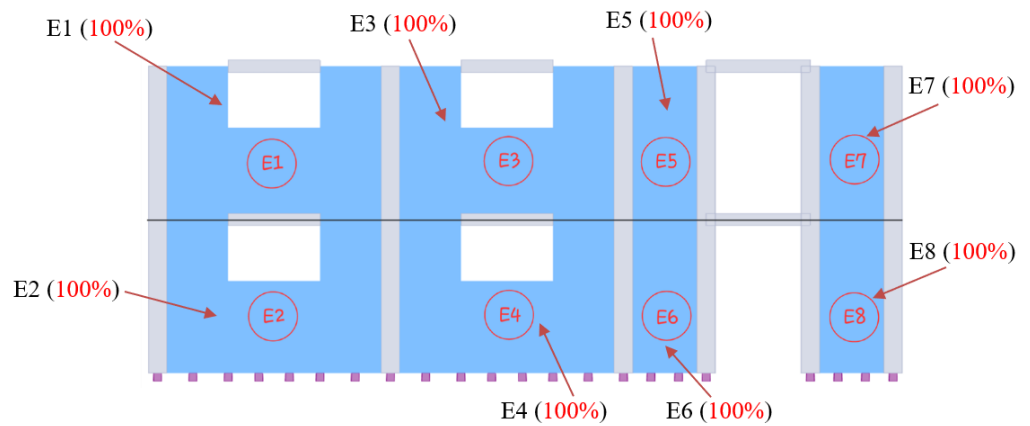 E1 (100%)
E3 (100%)
E5 (100%)
E7 (100%)
E1
E3
E5
E7
E8 (100%)
E2 (100%)
E2
E4
E6
E8
E4 (100%)
E6 (100%)